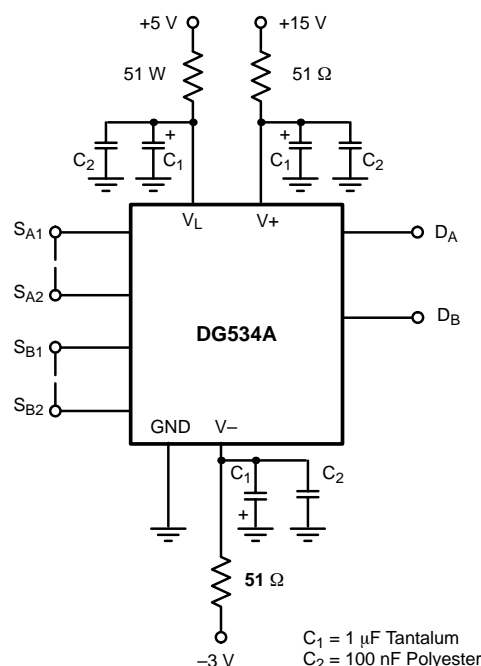 +5 V
+15 V
51 W
51 Ω
+
+
C2
C1
C1
C2
VL
V+
SA1
DA
SA2
DB
SB1
DG534A
SB2
GND
V–
C1
C2
+
51 Ω
–3 V
C1 = 1 μF Tantalum
C2 = 100 nF Polyester